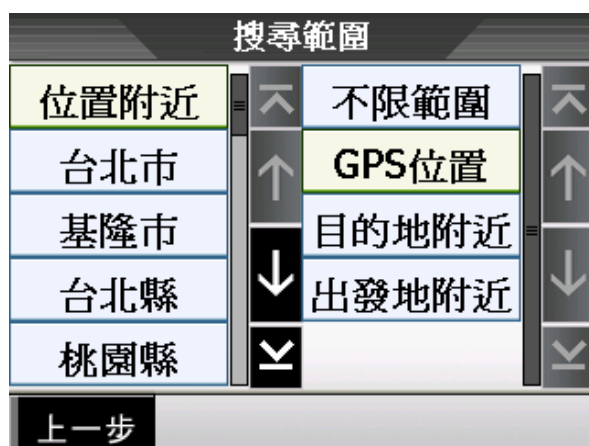 搜尋範圍
位置附近
台北市
基隆市
台北縣
桃園縣
不限範圍
GPS位置
目的地附近
出發地附近
上一步